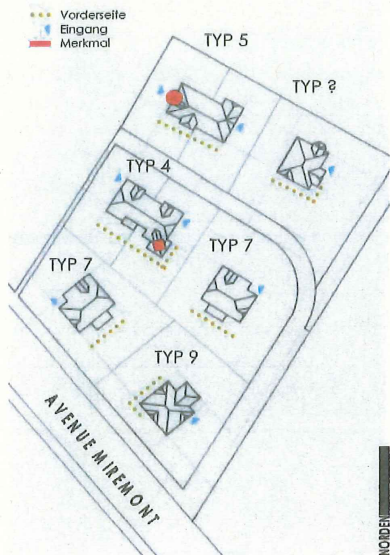 Vorderseite
Eingang
Merkmal
TYP 5
TYP ?
TYP 4
TYP 7
TYP 7
TYP 9
AVENUE MIREMONT
NORDEN